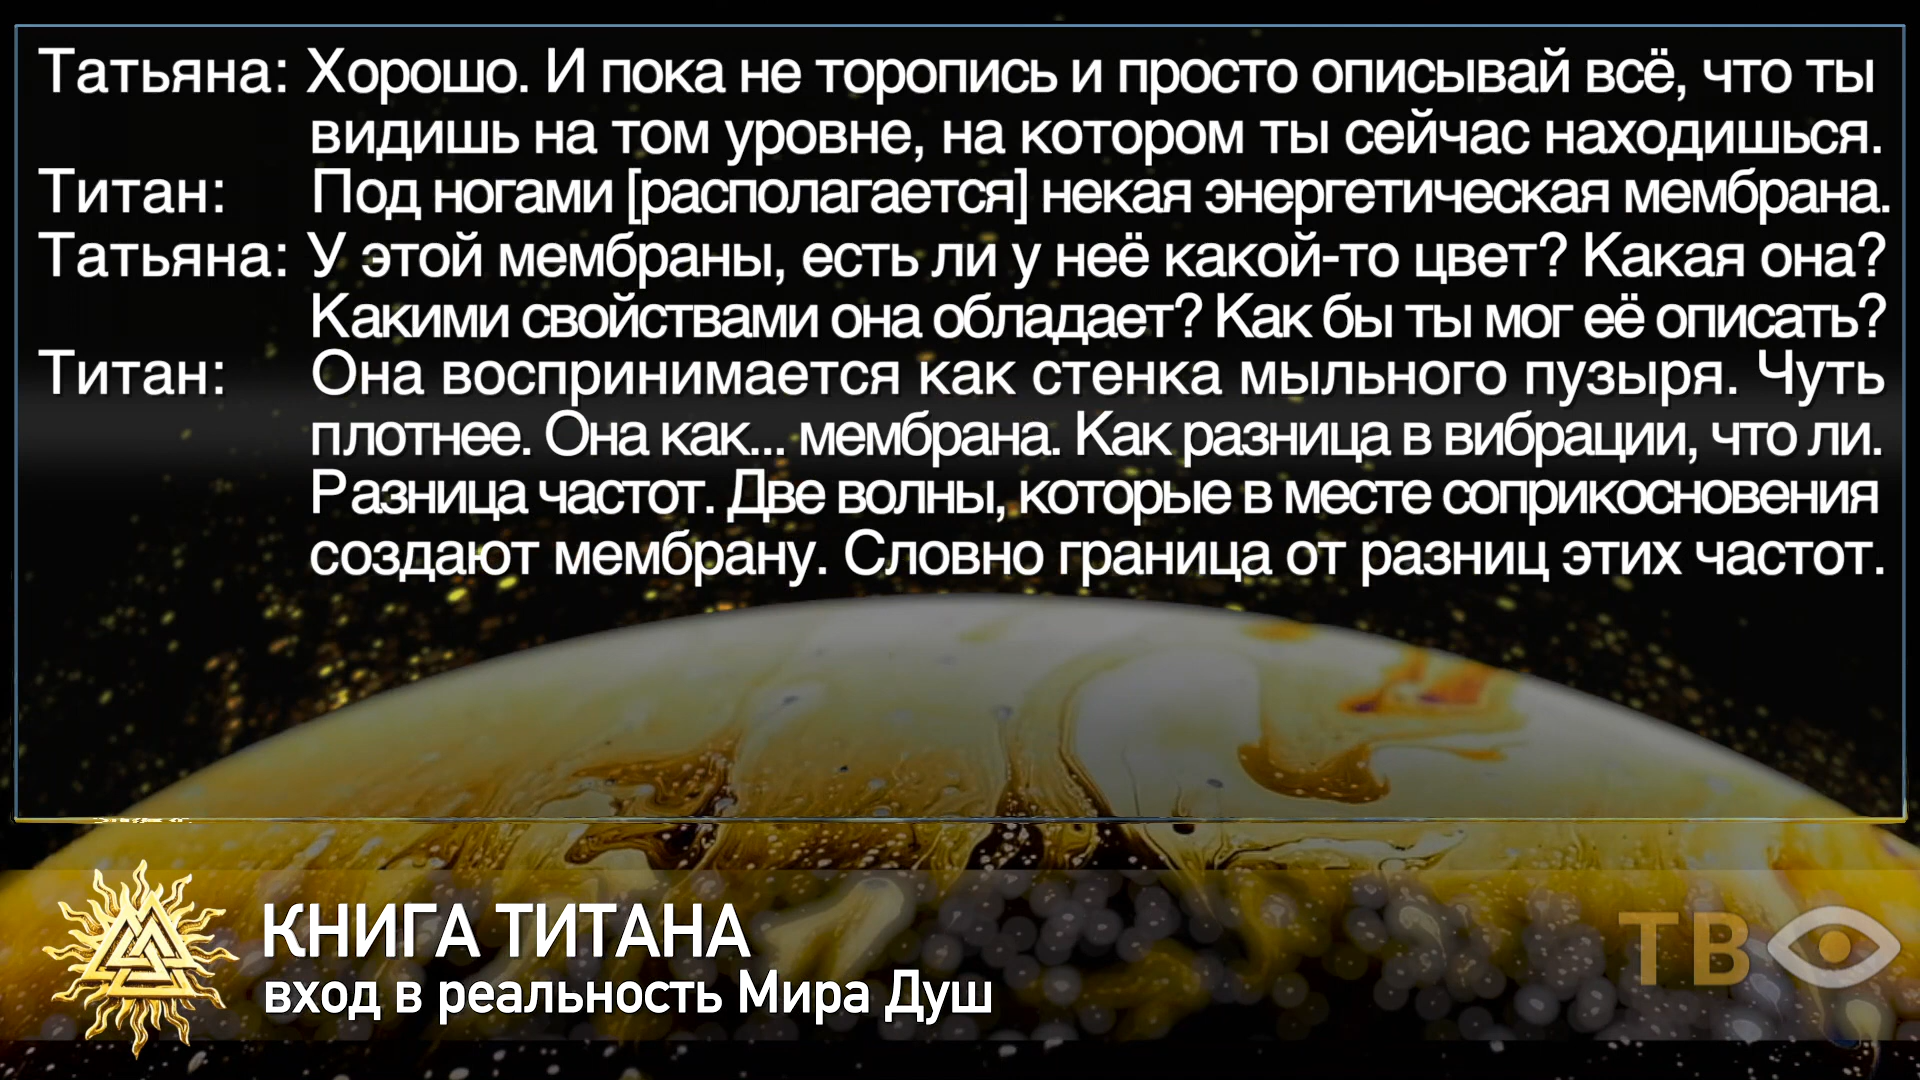 Татьяна: Хорошо. И пока не торопись и просто описывай всё, что ты
видишь на том уровне, на котором ты сейчас находишься.
Титан: Под ногами [располагается] некая энергетическая мембрана.
Татьяна: У этой мембраны, есть ли у неё какой-то цвет? Какая она?
Какими свойствами она обладает? Как бы ты мог её описать?
Титан: Она воспринимается как стенка мыльного пузыря. Чуть
плотнее. Она как... мембрана. Как разница в вибрации, что ли.
Разница частот. Две волны, которые в месте соприкосновения
создают мембрану. Словно граница от разниц этих частот.
КНИГА ТИТАНА
вход в реальность Мира Душ
ТВ